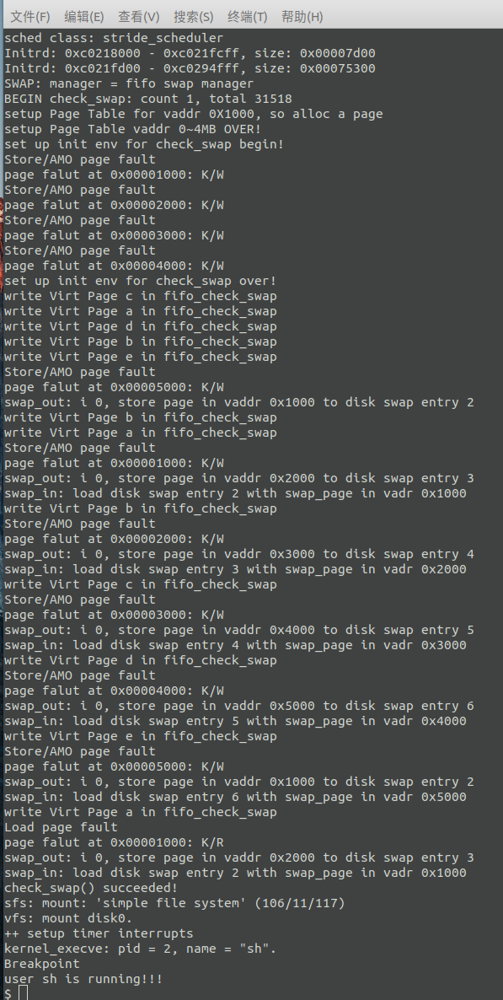 文件(F) 编辑(E) 查看(V) 搜索(S) 终端(T) 帮助(H)
sched class: stride_scheduler
Initrd: 0xc0218000 - 0xc021fcff, size: 0x00007d00
Initrd: 0xc021fd00 - 0xc0294fff, size: 0x00075300
SWAP: manager = fifo swap manager
BEGIN check_swap: count 1, total 31518
setup Page Table for vaddr 0X1000, so alloc a page
setup Page Table vaddr 0~4MB OVER!
set up init env for check_swap begin!
Store/AMO page fault
page falut at 0x00001000: K/W
Store/AMO page fault
page falut at 0x00002000: K/W
Store/AMO page fault
page falut at 0x00003000: K/W
Store/AMO page fault
page falut at 0x00004000: K/W
set up init env for check_swap over!
write Virt Page c in fifo_check_swap
write Virt Page a in fifo_check_swap
write Virt Page d in fifo_check_swap
write Virt Page b in fifo_check_swap
write Virt Page e in fifo_check_swap
Store/AMO page fault
page falut at 0x00005000: K/W
swap_out: i 0, store page in vaddr 0x1000 to disk swap entry 2
write Virt Page b in fifo_check_swap
write Virt Page a in fifo_check_swap
Store/AMO page fault
page falut at 0x00001000: K/W
swap_out: i 0, store page in vaddr 0x2000 to disk swap entry 3
swap_in: load disk swap entry 2 with swap_page in vadr 0x1000
write Virt Page b in fifo_check_swap
Store/AMO page fault
page falut at 0x00002000: K/W
swap_out: i 0, store page in vaddr 0x3000 to disk swap entry 4
swap_in: load disk swap entry 3 with swap_page in vadr 0x2000
write Virt Page c in fifo_check_swap
Store/AMO page fault
page falut at 0x00003000: K/W
swap_out: i 0, store page in vaddr 0x4000 to disk swap entry 5
swap_in: load disk swap entry 4 with swap_page in vadr 0x3000
write Virt Page d in fifo_check_swap
Store/AMO page fault
page falut at 0x00004000: K/W
swap_out: i 0, store page in vaddr 0x5000 to disk swap entry 6
swap_in: load disk swap entry 5 with swap_page in vadr 0x4000
write Virt Page e in fifo_check_swap
Store/AMO page fault
page falut at 0x00005000: K/W
swap_out: i 0, store page in vaddr 0x1000 to disk swap entry 2
swap_in: load disk swap entry 6 with swap_page in vadr 0x5000
write Virt Page a in fifo_check_swap
Load page fault
page falut at 0x00001000: K/R
swap_out: i 0, store page in vaddr 0x2000 to disk swap entry 3
swap_in: load disk swap entry 2 with swap_page in vadr 0x1000
check_swap() succeeded!
sfs: mount: 'simple file system' (106/11/117)
vfs: mount disk0.
++ setup timer interrupts
kernel_execve: pid = 2, name = "sh".
Breakpoint
user sh is running!!!
$